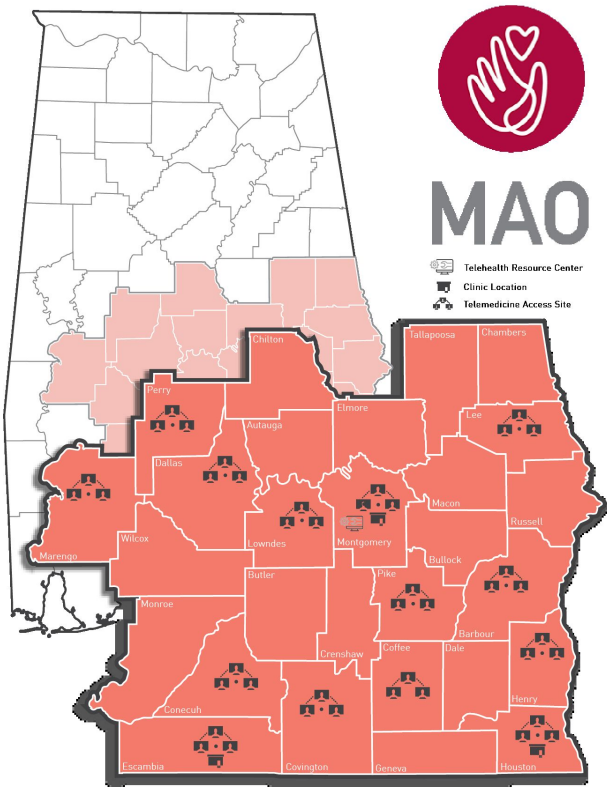 MAO
Telehealth Resource Center
Clinic Location
Telemedicine Access Site
Tallapoosa
Chambers
Chilton
Perry
Elmore
Lee
Autauga
Dallas
Macon
Russell
Wilcox
Lowndes
Montgomery
Marengo
Bullock
Butler
Pike
Monroe
Barbour
Crenshaw
Coffee
Dale
Henry
Conecuh
Escambia
Covington
Geneva
Houston